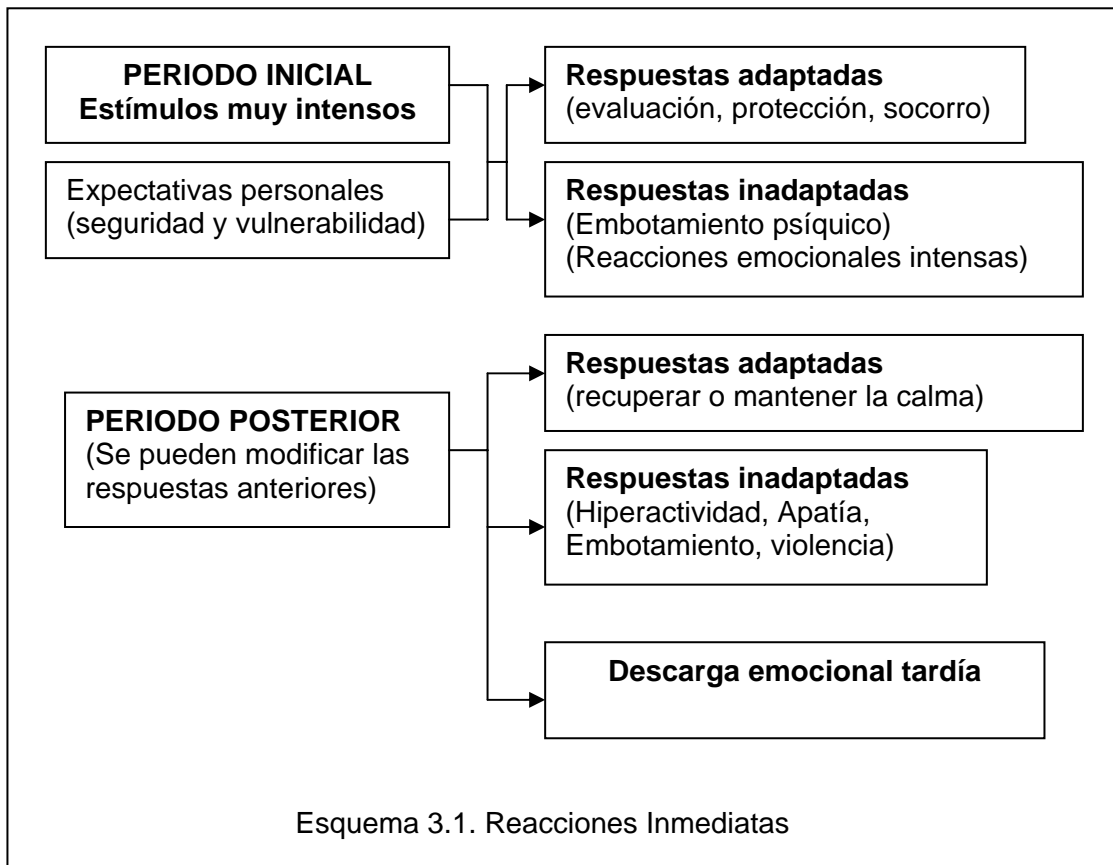 PERIODO INICIAL
Estímulos muy intensos
Expectativas personales
(seguridad y vulnerabilidad)
Respuestas adaptadas
(evaluación, protección, socorro)
Respuestas inadaptadas
(Embotamiento psíquico)
(Reacciones emocionales intensas)
PERIODO POSTERIOR
(Se pueden modificar las
respuestas anteriores)
Respuestas adaptadas
(recuperar o mantener la calma)
Respuestas inadaptadas
(Hiperactividad, Apatía,
Embotamiento, violencia)
Descarga emocional tardía
Esquema 3.1. Reacciones Inmediatas